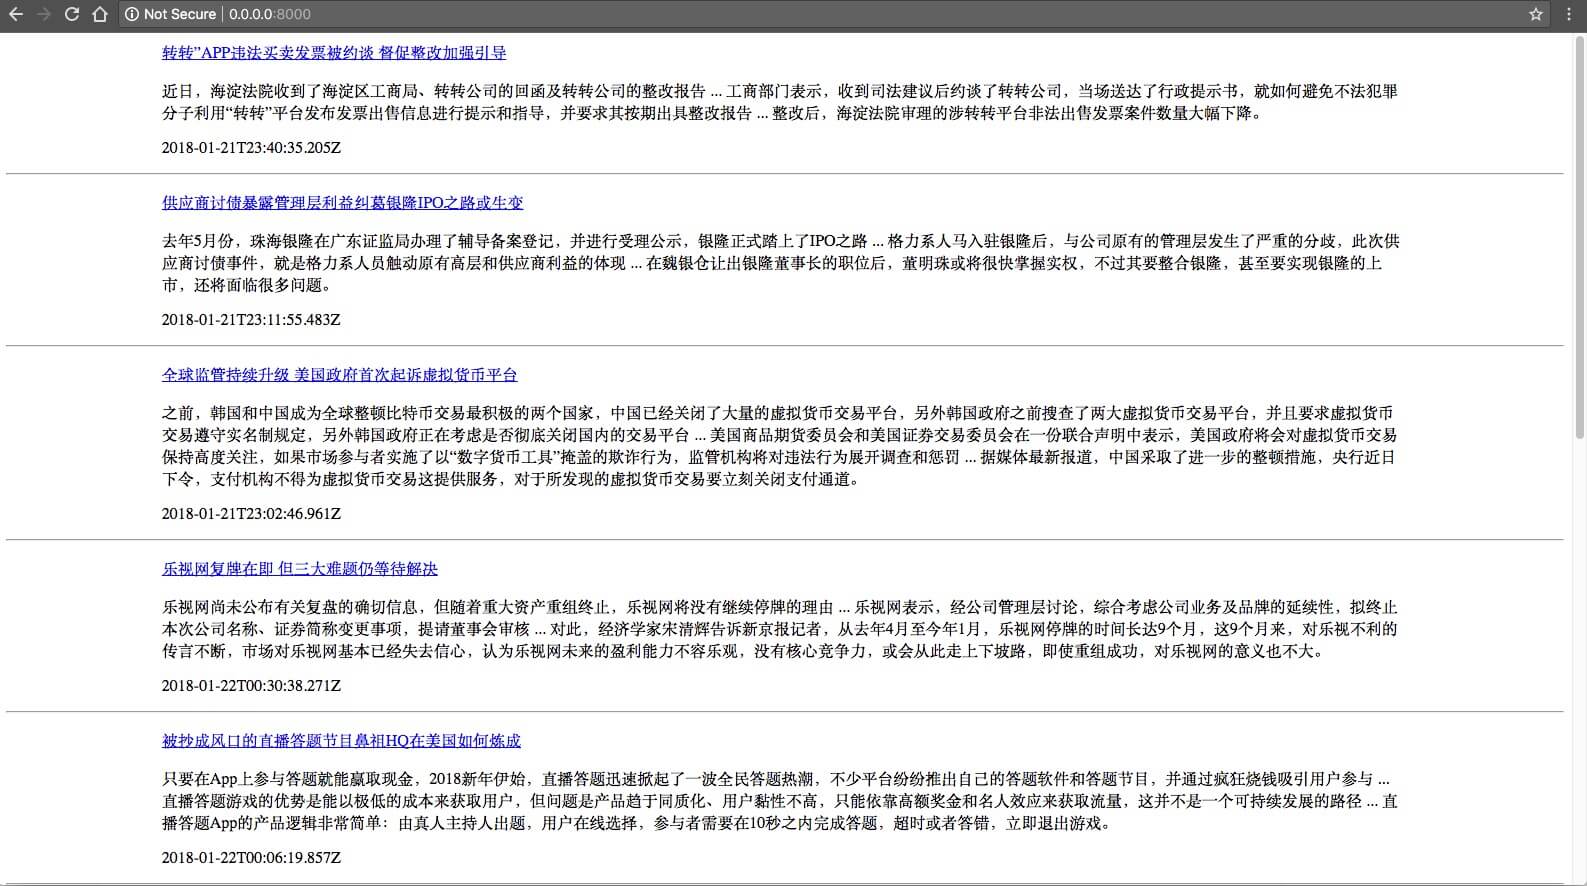 Not Secure | 0.0.0.0:8000
转转”APP违法买卖发票被约谈 督促整改加强引导
近日，海淀法院收到了海淀区工商局、转转公司的回函及转转公司的整改报告 ... 工商部门表示，收到司法建议后约谈了转转公司，当场送达了行政提示书，就如何避免不法犯罪
分子利用“转转”平台发布发票出售信息进行提示和指导，并要求其按期出具整改报告 ... 整改后，海淀法院审理的涉转转平台非法出售发票案件数量大幅下降。
2018-01-21T23:40:35.205Z
供应商讨债暴露管理层利益纠葛银隆IPO之路或生变
去年5月份，珠海银隆在广东证监局办理了辅导备案登记，并进行受理公示，银隆正式踏上了IPO之路 ... 格力系人马入驻银隆后，与公司原有的管理层发生了严重的分歧，此次供
应商讨债事件，就是格力系人员触动原有高层和供应商利益的体现 ... 在魏银仓让出银隆董事长的职位后，董明珠或将很快掌握实权，不过其要整合银隆，甚至要实现银隆的上
市，还将面临很多问题。
2018-01-21T23:11:55.483Z
全球监管持续升级 美国政府首次起诉虚拟货币平台
之前，韩国和中国成为全球整顿比特币交易最积极的两个国家，中国已经关闭了大量的虚拟货币交易平台，另外韩国政府之前搜查了两大虚拟货币交易平台，并且要求虚拟货币
交易遵守实名制规定，另外韩国政府正在考虑是否彻底关闭国内的交易平台 ... 美国商品期货委员会和美国证券交易委员会在一份联合声明中表示，美国政府将会对虚拟货币交易
保持高度关注，如果市场参与者实施了以“数字货币工具”掩盖的欺诈行为，监管机构将对违法行为展开调查和惩罚 ... 据媒体最新报道，中国采取了进一步的整顿措施，央行近日
下令，支付机构不得为虚拟货币交易这提供服务，对于所发现的虚拟货币交易要立刻关闭支付通道。
2018-01-21T23:02:46.961Z
乐视网复牌在即 但三大难题仍等待解决
乐视网尚未公布有关复盘的确切信息，但随着重大资产重组终止，乐视网将没有继续停牌的理由 ... 乐视网表示，经公司管理层讨论，综合考虑公司业务及品牌的延续性，拟终止
本次公司名称、证券简称变更事项，提请董事会审核 ... 对此，经济学家宋清辉告诉新京报记者，从去年4月至今年1月，乐视网停牌的时间长达9个月，这9个月来，对乐视不利的
传言不断，市场对乐视网基本已经失去信心，认为乐视网未来的盈利能力不容乐观，没有核心竞争力，或会从此走上下坡路，即使重组成功，对乐视网的意义也不大。
2018-01-22T00:30:38.271Z
被抄成风口的直播答题节目鼻祖HQ在美国如何炼成
只要在App上参与答题就能赢取现金，2018新年伊始，直播答题迅速掀起了一波全民答题热潮，不少平台纷纷推出自己的答题软件和答题节目，并通过疯狂烧钱吸引用户参与 ...
直播答题游戏的优势是能以极低的成本来获取用户，但问题是产品趋于同质化、用户黏性不高，只能依靠高额奖金和名人效应来获取流量，这并不是一个可持续发展的路径 ... 直
播答题App的产品逻辑非常简单：由真人主持人出题，用户在线选择，参与者需要在10秒之内完成答题，超时或者答错，立即退出游戏。
2018-01-22T00:06:19.857Z